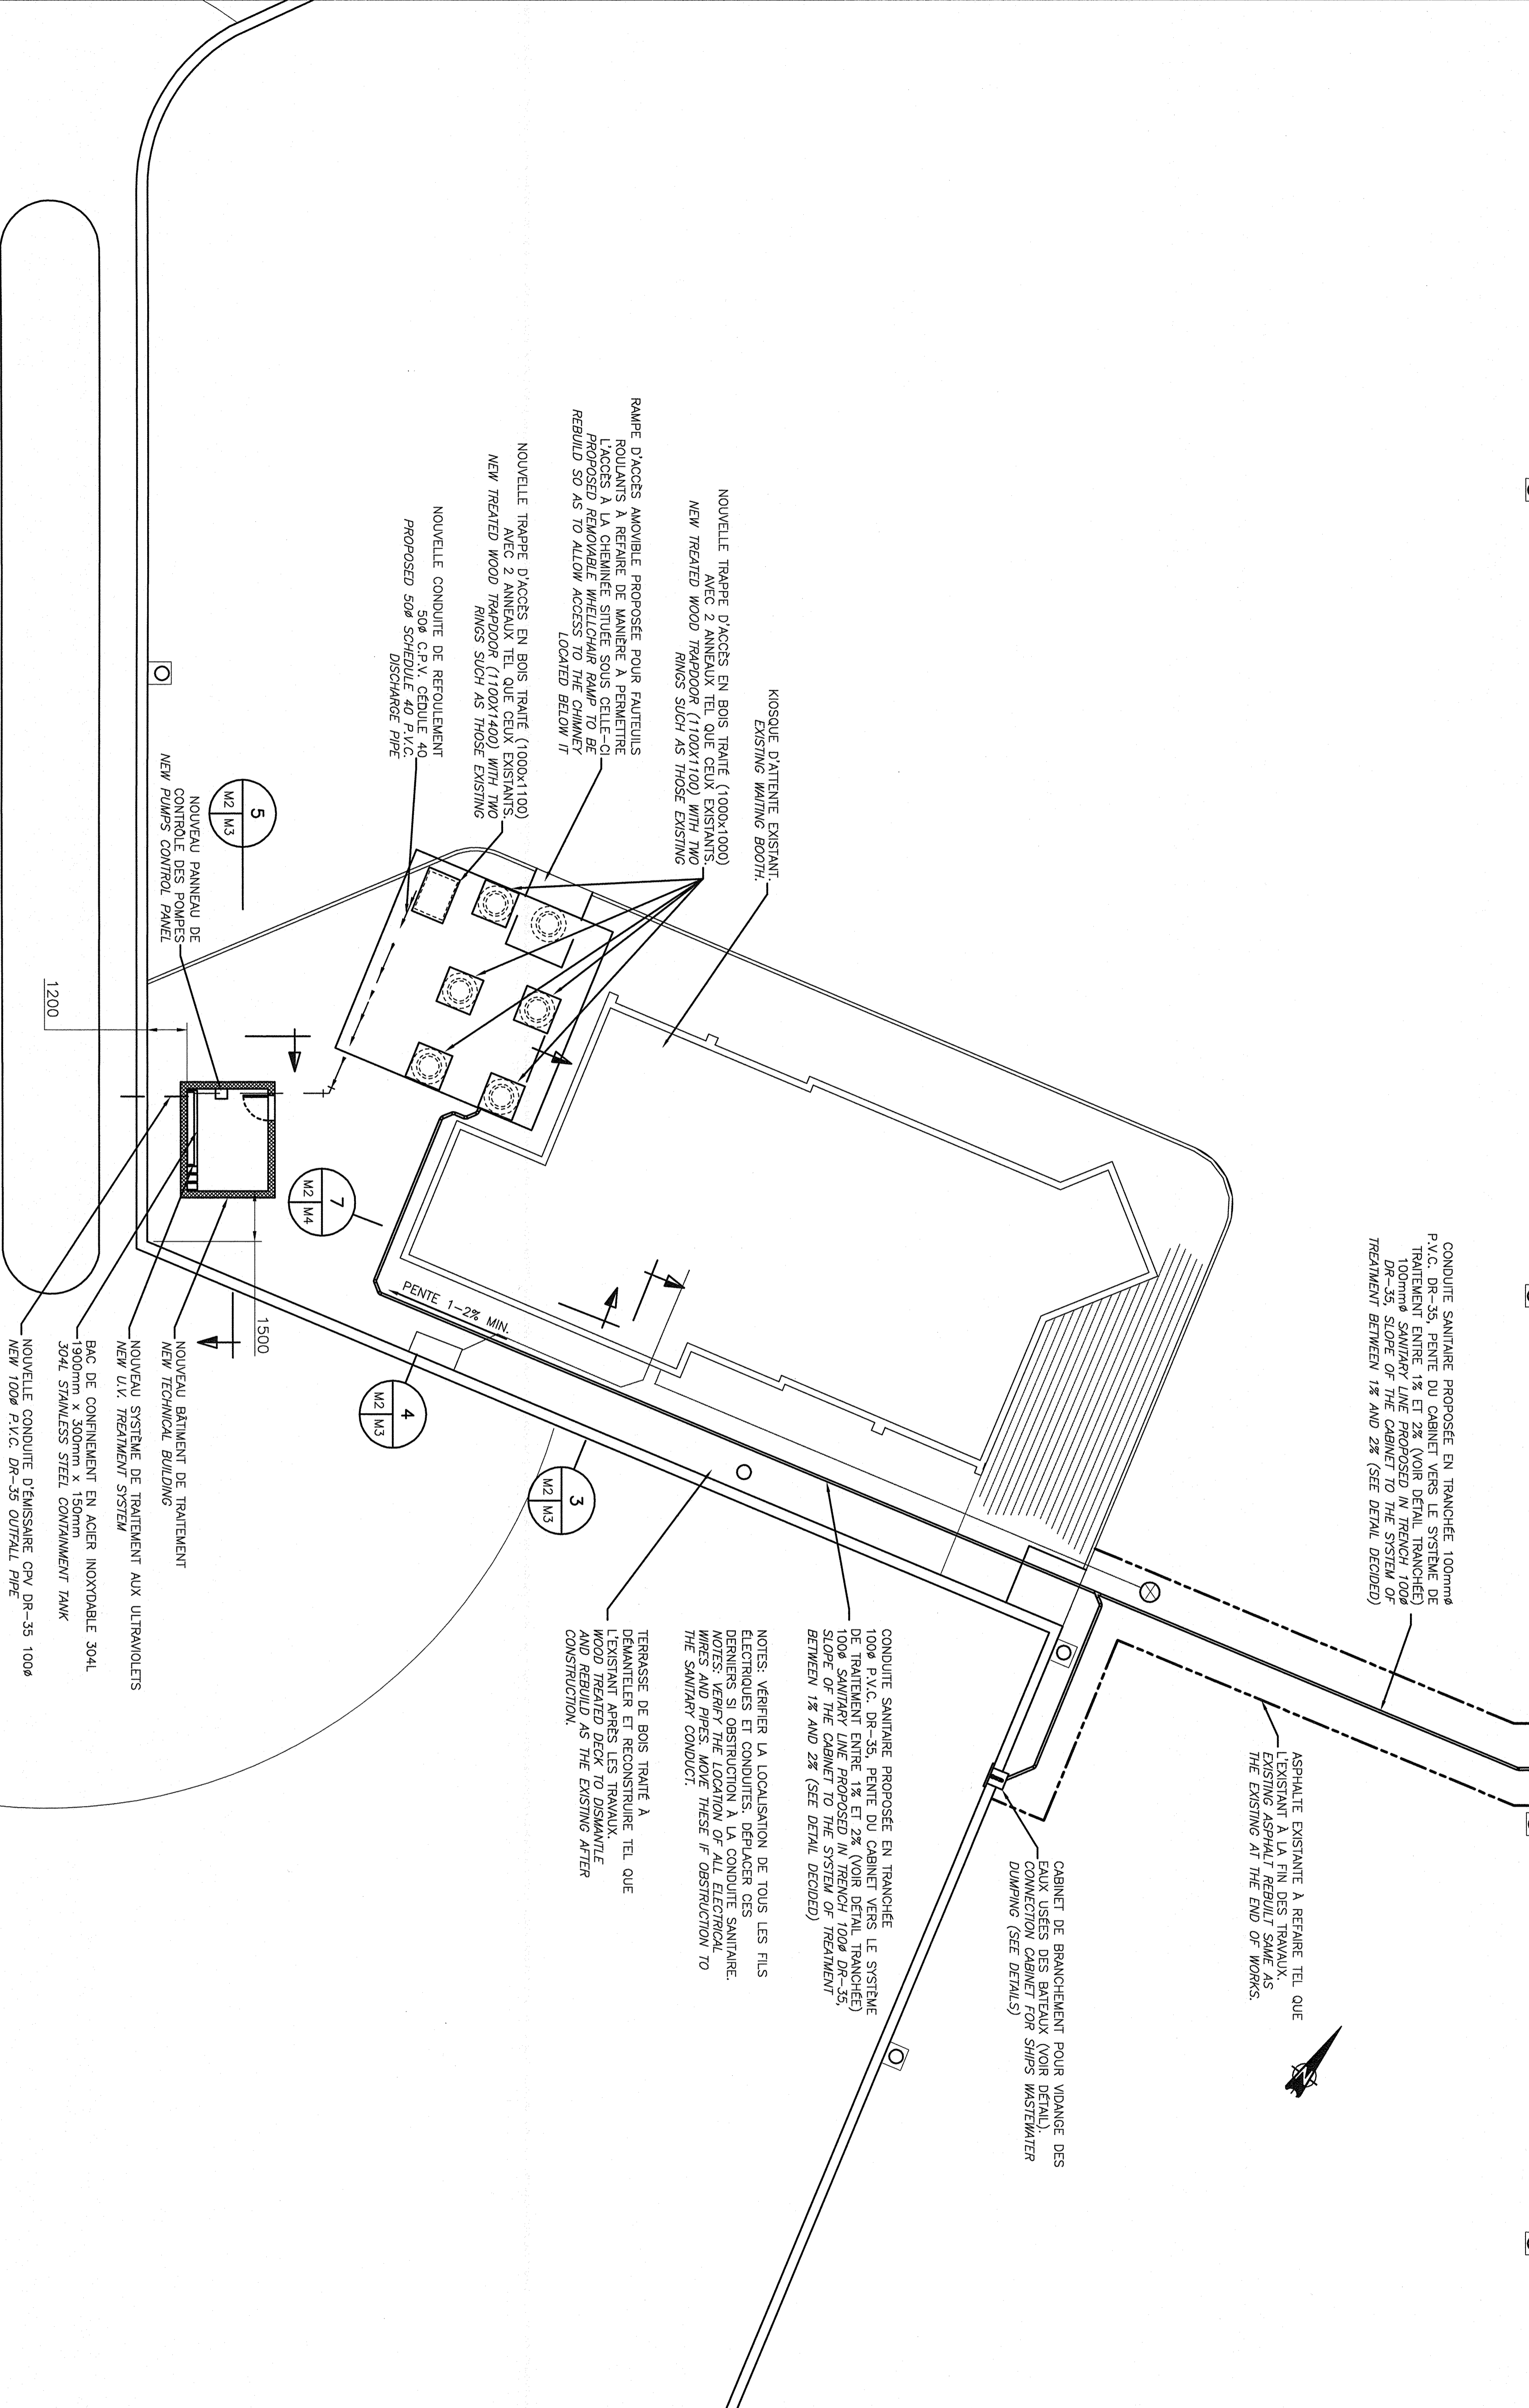 CONDUITE SANITAIRE PROPOSÉE EN TRANCHÉE 100mmø
P.V.C. DR-35, PENTE DU CABINET VERS LE SYSTÈME DE
TRAITEMENT ENTRE 1% ET 2% (VOIR DÉTAIL TRANCHÉE)
100mmø SANITARY LINE PROPOSED IN TRENCH 100ø
DR-35, SLOPE OF THE CABINET TO THE SYSTEM OF
TREATMENT BETWEEN 1% AND 2% (SEE DETAIL DECIDED)
ASPHALTE EXISTANTE À REFAIRE TEL QUE
L'EXISTANT À LA FIN DES TRAVAUX.
EXISTING ASPHALT REBUILT SAME AS
THE EXISTING AT THE END OF WORKS.
CABINET DE BRANCHEMENT POUR VIDANGE DES
EAUX USÉES DES BATEAUX (VOIR DÉTAIL).
CONNECTION CABINET FOR SHIPS WASTEWATER
DUMPING (SEE DETAILS)
KIOSQUE D'ATTENTE EXISTANT.
EXISTING WAITING BOOTH.
NOUVELLE TRAPPE D'ACCÈS EN BOIS TRAITÉ (1000x1000)
AVEC 2 ANNEAUX TEL QUE CEUX EXISTANTS.
NEW TREATED WOOD TRAPDOOR (1100X1100) WITH TWO
RINGS SUCH AS THOSE EXISTING
RAMPE D'ACCÈS AMOVIBLE PROPOSÉE POUR FAUTEUILS
ROULANTS À REFAIRE DE MANIÈRE À PERMETTRE
L'ACCÈS À LA CHEMINÉE SITUÉE SOUS CELLE-CI
PROPOSED REMOVABLE WHELLCHAIR RAMP TO BE
REBUILD SO AS TO ALLOW ACCESS TO THE CHIMNEY
LOCATED BELOW IT
NOUVELLE TRAPPE D'ACCÈS EN BOIS TRAITÉ (1000x1100)
AVEC 2 ANNEAUX TEL QUE CEUX EXISTANTS.
NEW TREATED WOOD TRAPDOOR (1100X1400) WITH TWO
RINGS SUCH AS THOSE EXISTING
NOUVELLE CONDUITE DE REFOULEMENT
50ø C.P.V. CÉDULE 40
PROPOSED 50ø SCHEDULE 40 P.V.C.
DISCHARGE PIPE
CONDUITE SANITAIRE PROPOSÉE EN TRANCHÉE
100ø P.V.C. DR-35, PENTE DU CABINET VERS LE SYSTÈME
DE TRAITEMENT ENTRE 1% ET 2% (VOIR DÉTAIL TRANCHÉE)
100ø SANITARY LINE PROPOSED IN TRENCH 100ø DR-35,
SLOPE OF THE CABINET TO THE SYSTEM OF TREATMENT
BETWEEN 1% AND 2% (SEE DETAIL DECIDED)
NOTES: VÉRIFIER LA LOCALISATION DE TOUS LES FILS
ÉLECTRIQUES ET CONDUITES. DÉPLACER CES
DERNIERS SI OBSTRUCTION À LA CONDUITE SANITAIRE.
NOTES: VERIFY THE LOCATION OF ALL ELECTRICAL
WIRES AND PIPES. MOVE THESE IF OBSTRUCTION TO
THE SANITARY CONDUCT.
TERRASSE DE BOIS TRAITÉ À
DÉMANTELER ET RECONSTRUIRE TEL QUE
L'EXISTANT APRÈS LES TRAVAUX.
WOOD TREATED DECK TO DISMANTLE
AND REBUILD AS THE EXISTING AFTER
CONSTRUCTION.
3
M2 M3
PENTE 1-2% MIN.
4
M2 M3
7
M2 M4
5
M2 M3
1500
NOUVEAU PANNEAU DE
CONTRÔLE DES POMPES
NEW PUMPS CONTROL PANEL
1200
NOUVEAU BÂTIMENT DE TRAITEMENT
NEW TECHNICAL BUILDING
NOUVEAU SYSTÈME DE TRAITEMENT AUX ULTRAVIOLETS
NEW U.V. TREATMENT SYSTEM
BAC DE CONFINEMENT EN ACIER INOXYDABLE 304L
1900mm x 300mm x 150mm
304L STAINLESS STEEL CONTAINMENT TANK
NOUVELLE CONDUITE D'ÉMISSAIRE CPV DR-35 100ø
NEW 100ø P.V.C. DR-35 OUTFALL PIPE